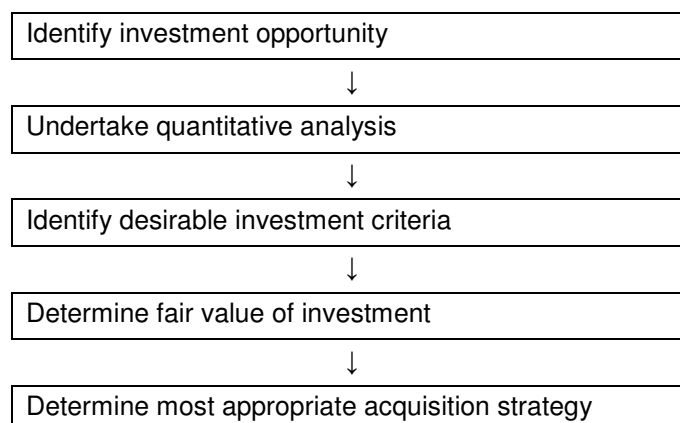 Identify investment opportunity
↓
Undertake quantitative analysis
↓
Identify desirable investment criteria
↓
Determine fair value of investment
↓
Determine most appropriate acquisition strategy